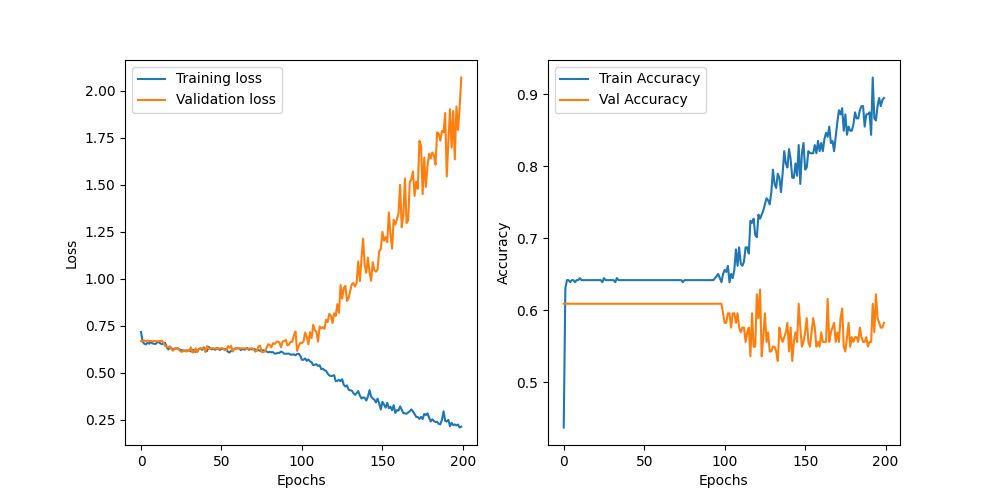 Training loss
Validation loss
2.00
1.75
1.50
1.25
1.00
0.75
0.50
0.25
Loss
0
50
100
150
200
Epochs
Train Accuracy
Val Accuracy
0.9
0.8
0.7
0.6
0.5
Accuracy
0
50
100
150
200
Epochs